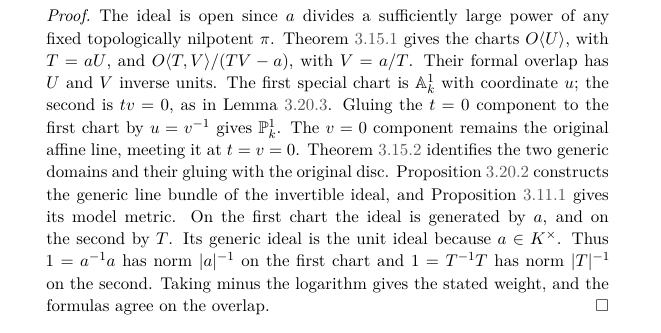 Proof. The ideal is open since a divides a sufficiently large power of any
fixed topologically nilpotent π. Theorem 3.15.1 gives the charts O⟨U⟩, with
T = aU, and O⟨T, V⟩/(TV − a), with V = a/T. Their formal overlap has
U and V inverse units. The first special chart is 𝔸¹ₖ with coordinate u; the
second is tv = 0, as in Lemma 3.20.3. Gluing the t = 0 component to the
first chart by u = v⁻¹ gives ℙ¹ₖ. The v = 0 component remains the original
affine line, meeting it at t = v = 0. Theorem 3.15.2 identifies the two generic
domains and their gluing with the original disc. Proposition 3.20.2 constructs
the generic line bundle of the invertible ideal, and Proposition 3.11.1 gives
its model metric. On the first chart the ideal is generated by a, and on
the second by T. Its generic ideal is the unit ideal because a ∈ K×. Thus
1 = a⁻¹a has norm |a|⁻¹ on the first chart and 1 = T⁻¹T has norm |T|⁻¹
on the second. Taking minus the logarithm gives the stated weight, and the
formulas agree on the overlap. □